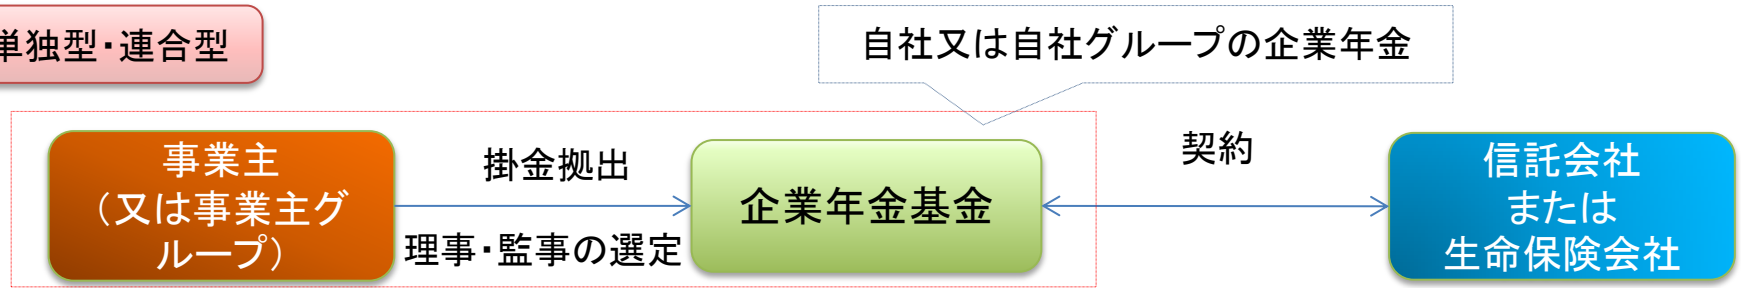 単独型・連合型
自社又は自社グループの企業年金
事業主
（又は事業主グ
ループ）
掛金拠出
理事・監事の選定
企業年金基金
契約
信託会社
または
生命保険会社